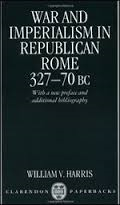 WAR AND
IMPERIALISM IN
REPUBLICAN
ROME
327–70 BC
With a new preface and
additional bibliography
WILLIAM V. HARRIS
CLARENDON PAPERBACKS